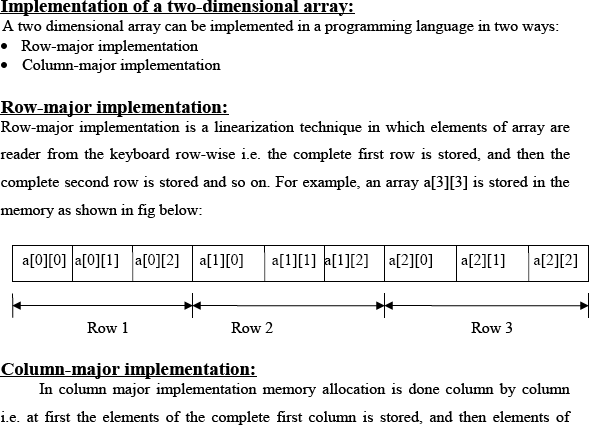 Implementation of a two-dimensional array:
A two dimensional array can be implemented in a programming language in two ways:
• Row-major implementation
• Column-major implementation
Row-major implementation:
Row-major implementation is a linearization technique in which elements of array are
reader from the keyboard row-wise i.e. the complete first row is stored, and then the
complete second row is stored and so on. For example, an array a[3][3] is stored in the
memory as shown in fig below:
a[0][0] a[0][1] a[0][2] a[1][0] a[1][1] a[1][2] a[2][0] a[2][1] a[2][2]
Row 1 Row 2 Row 3
Column-major implementation:
In column major implementation memory allocation is done column by column
i.e. at first the elements of the complete first column is stored, and then elements of